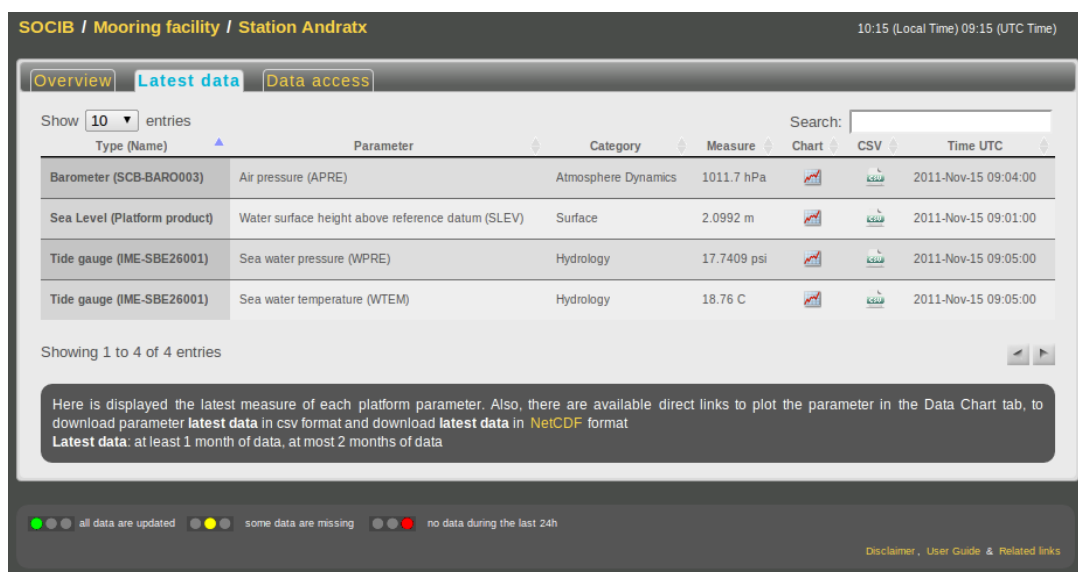 SOCIB / Mooring facility / Station Andratx
10:15 (Local Time) 09:15 (UTC Time)
Overview Latest data Data access
Show 10 entries Search:
Type (Name) Parameter Category Measure Chart CSV Time UTC
Barometer (SCB-BARO003) Air pressure (APRE) Atmosphere Dynamics 1011.7 hPa CSV 2011-Nov-15 09:04:00
Sea Level (Platform product) Water surface height above reference datum (SLEV) Surface 2.0992 m CSV 2011-Nov-15 09:01:00
Tide gauge (IME-SBE26001) Sea water pressure (WPRE) Hydrology 17.7409 psi CSV 2011-Nov-15 09:05:00
Tide gauge (IME-SBE26001) Sea water temperature (WTEM) Hydrology 18.76 C CSV 2011-Nov-15 09:05:00
Showing 1 to 4 of 4 entries
Here is displayed the latest measure of each platform parameter. Also, there are available direct links to plot the parameter in the Data Chart tab, to
download parameter latest data in csv format and download latest data in NetCDF format
Latest data: at least 1 month of data, at most 2 months of data
all data are updated some data are missing no data during the last 24h
Disclaimer , User Guide & Related links